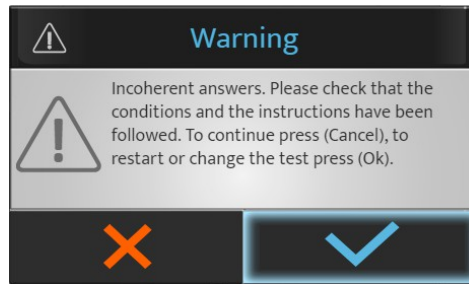 Warning
Incoherent answers. Please check that the
conditions and the instructions have been
followed. To continue press (Cancel), to
restart or change the test press (Ok).